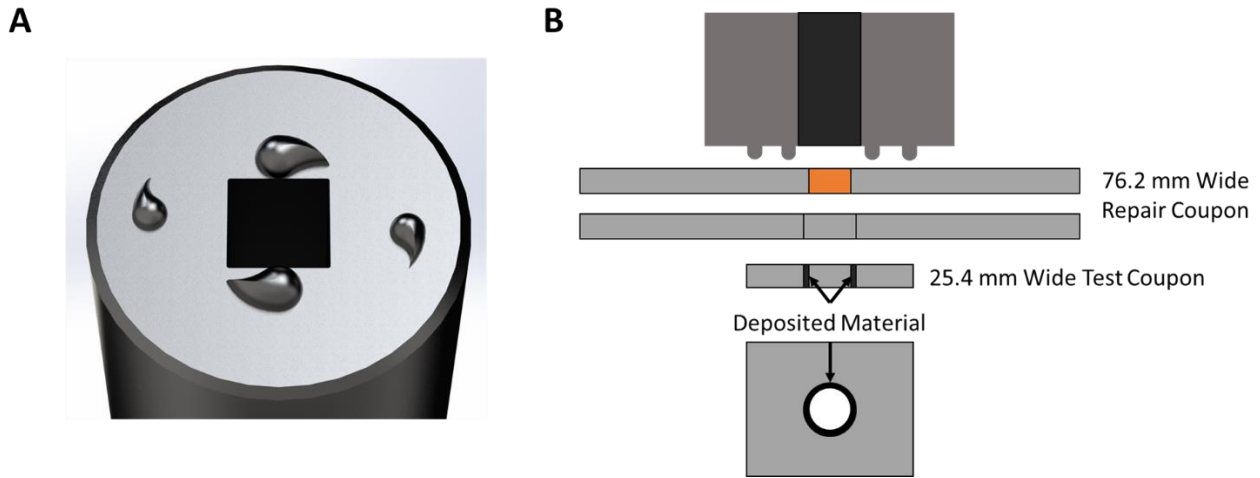 A
B
76.2 mm Wide
Repair Coupon
25.4 mm Wide Test Coupon
Deposited Material